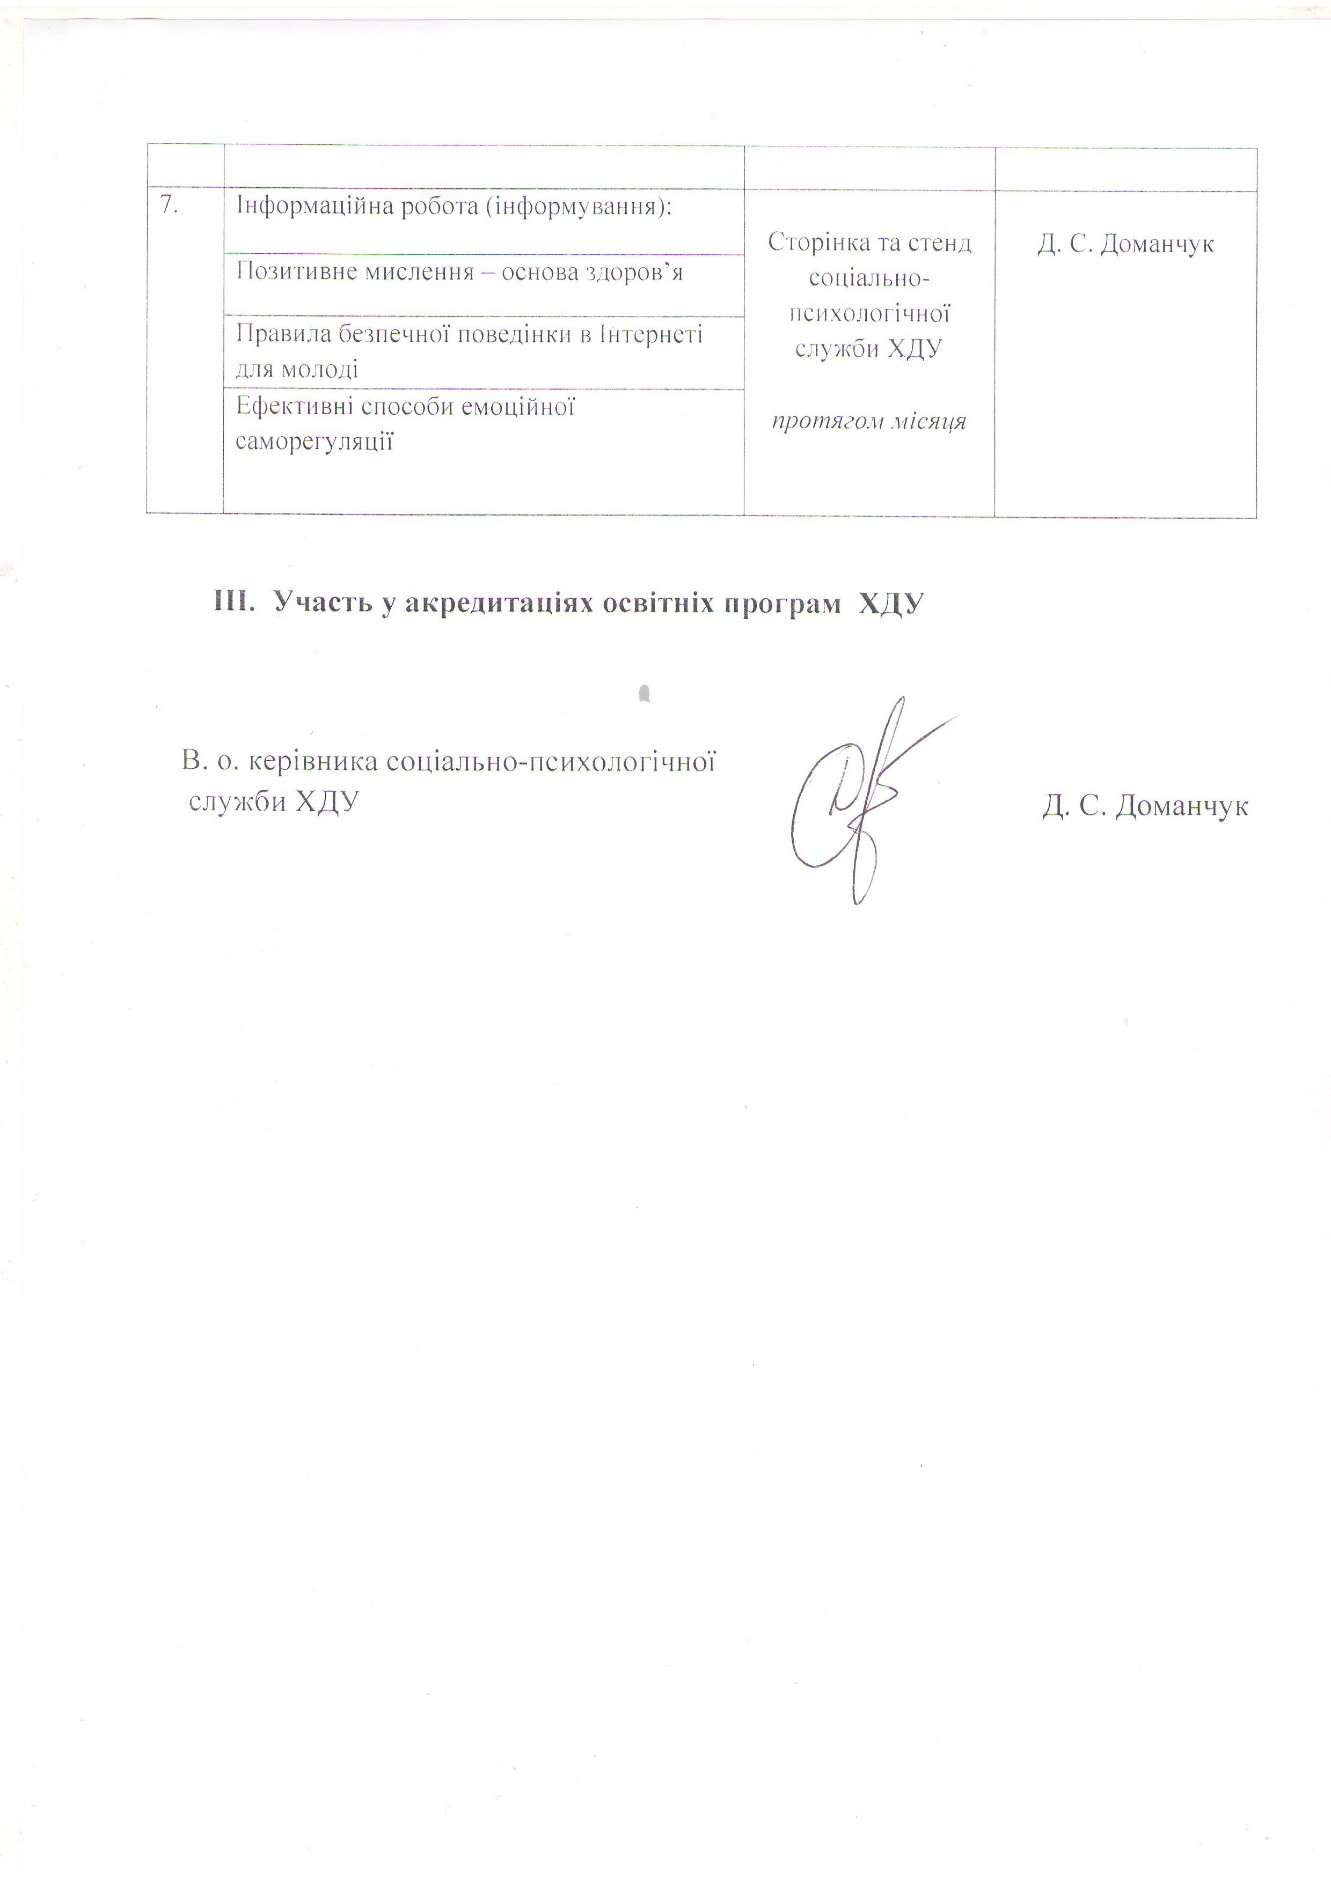 7.
Інформаційна робота (інформування):
Позитивне мислення – основа здоров’я
Правила безпечної поведінки в Інтернеті
для молоді
Ефективні способи емоційної
саморегуляції
Сторінка та стенд
соціально-
психологічної
служби ХДУ
протягом місяця
Д. С. Доманчук
ІІІ. Участь у акредитаціях освітніх програм ХДУ
В. о. керівника соціально-психологічної
служби ХДУ
Д. С. Доманчук